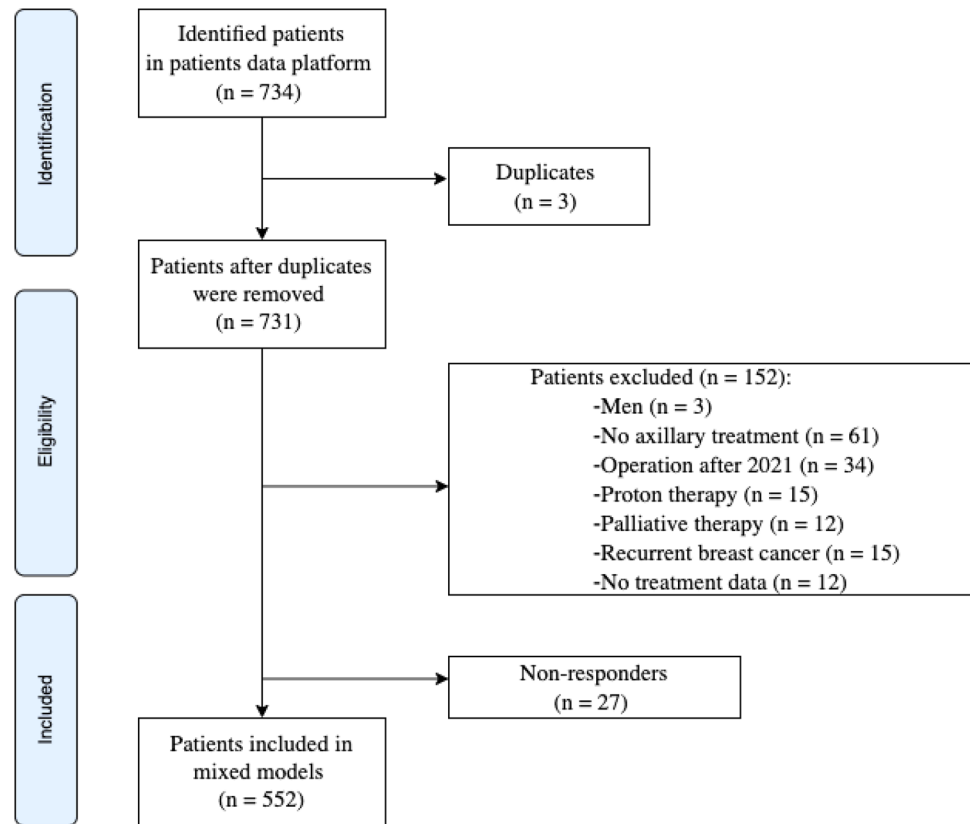 Identification
Identified patients
in patients data platform
(n = 734)
Duplicates
(n = 3)
Patients after duplicates
were removed
(n = 731)
Eligibility
Patients excluded (n = 152):
-Men (n = 3)
-No axillary treatment (n = 61)
-Operation after 2021 (n = 34)
-Proton therapy (n = 15)
-Palliative therapy (n = 12)
-Recurrent breast cancer (n = 15)
-No treatment data (n = 12)
Included
Non-responders
(n = 27)
Patients included in
mixed models
(n = 552)